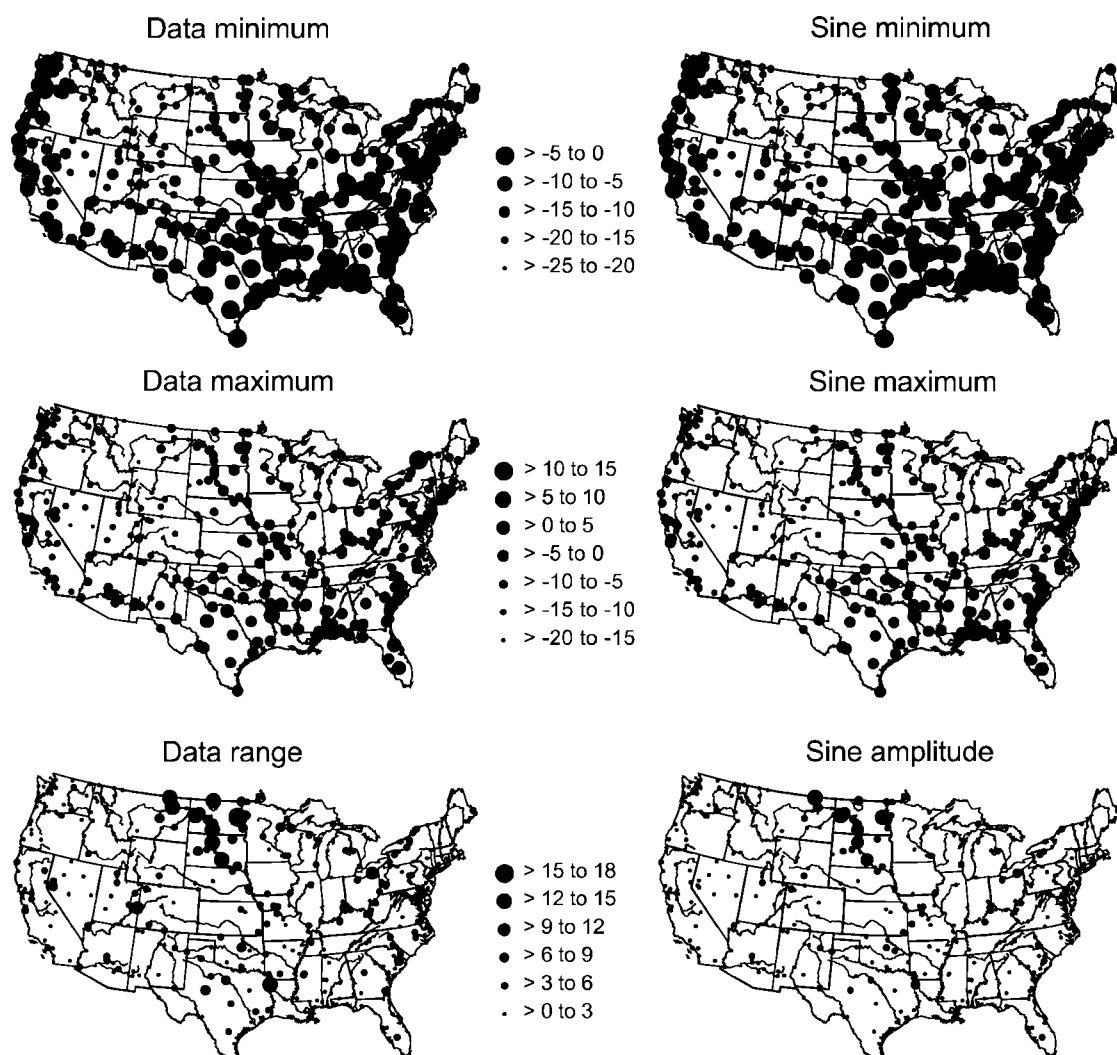 Data minimum
Sine minimum
> -5 to 0
> -10 to -5
> -15 to -10
> -20 to -15
> -25 to -20
Data maximum
Sine maximum
> 10 to 15
> 5 to 10
> 0 to 5
> -5 to 0
> -10 to -5
> -15 to -10
> -20 to -15
Data range
Sine amplitude
> 15 to 18
> 12 to 15
> 9 to 12
> 6 to 9
> 3 to 6
> 0 to 3